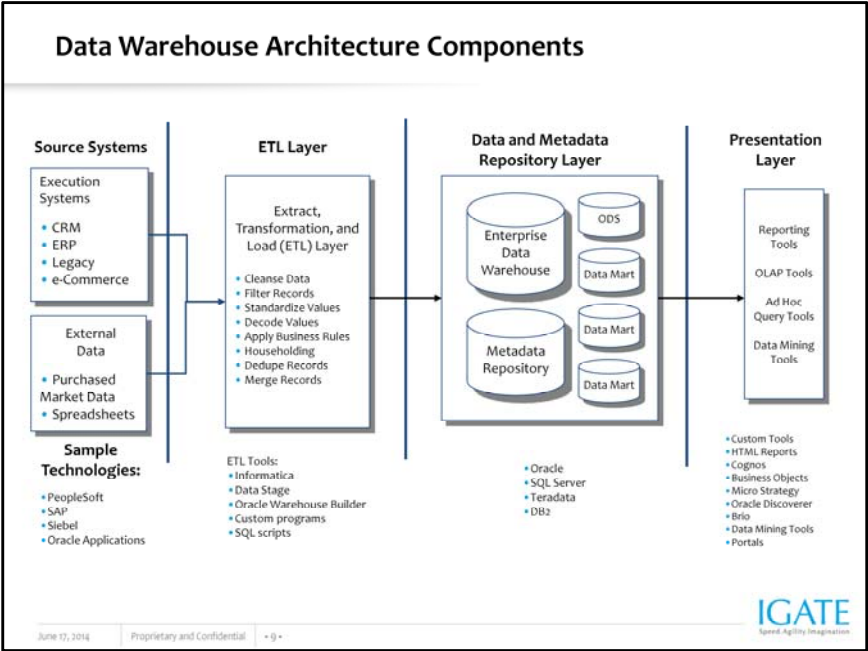 Data Warehouse Architecture Components
Source Systems
Execution
Systems
• CRM
• ERP
• Legacy
• e-Commerce
External
Data
• Purchased
Market Data
• Spreadsheets
Sample
Technologies:
• PeopleSoft
• SAP
• Siebel
• Oracle Applications
ETL Layer
Extract,
Transformation, and
Load (ETL) Layer
• Cleanse Data
• Filter Records
• Standardize Values
• Decode Values
• Apply Business Rules
• Householding
• Dedupe Records
• Merge Records
ETL Tools:
• Informatica
• Data Stage
• Oracle Warehouse Builder
• Custom programs
• SQL scripts
Data and Metadata
Repository Layer
Enterprise
Data
Warehouse
Metadata
Repository
ODS
Data Mart
Data Mart
Data Mart
• Oracle
• SQL Server
• Teradata
• DB2
Presentation
Layer
Reporting
Tools
OLAP Tools
Ad Hoc
Query Tools
Data Mining
Tools
• Custom Tools
• HTML Reports
• Cognos
• Business Objects
• Micro Strategy
• Oracle Discoverer
• Brio
• Data Mining Tools
• Portals
June 17, 2014 Proprietary and Confidential • 9 •
IGATE
Speed.Agility.Imagination